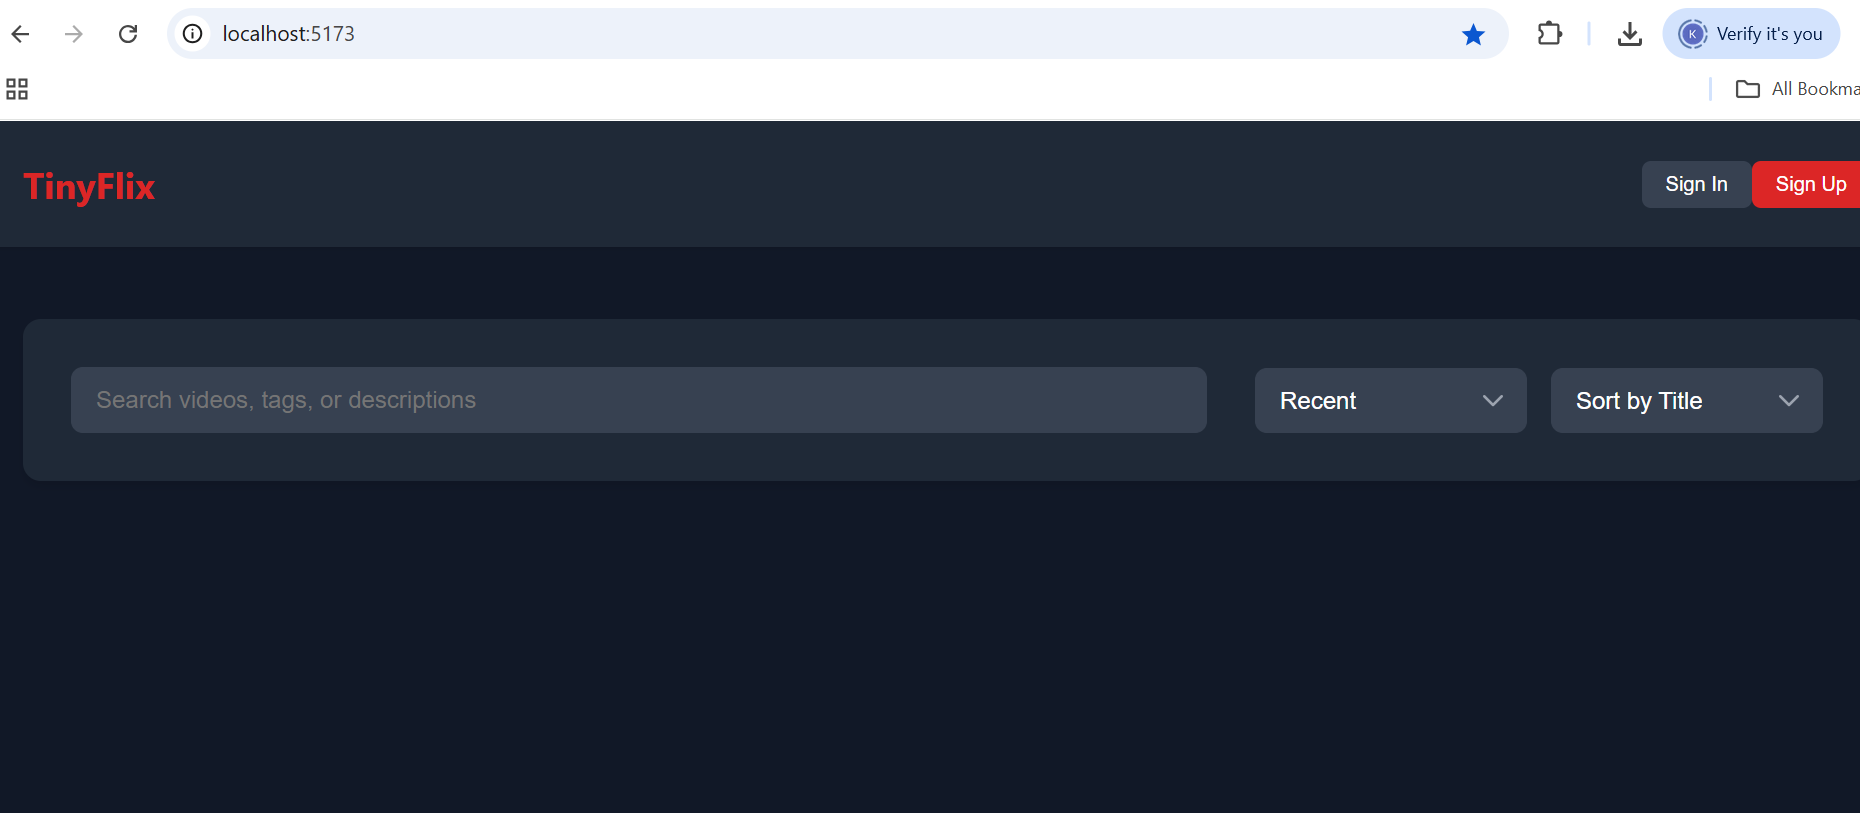 localhost:5173
K
Verify it's you
All Bookma
TinyFlix
Sign In
Sign Up
Search videos, tags, or descriptions
Recent
Sort by Title